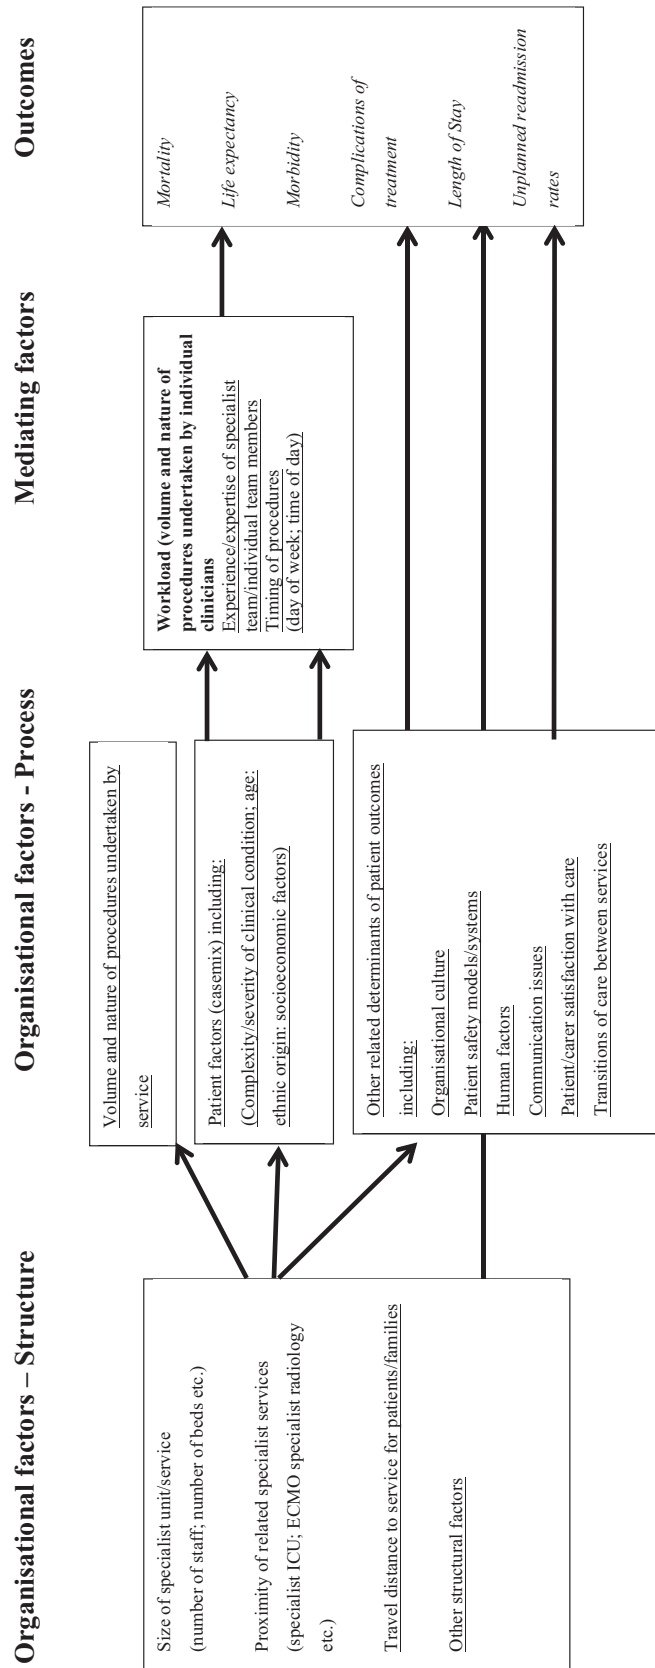 Organisational factors – Structure
Size of specialist unit/service
(number of staff; number of beds etc.)
Proximity of related specialist services
(specialist ICU; ECMO specialist radiology
etc.)
Travel distance to service for patients/families
Other structural factors
Organisational factors - Process
Volume and nature of procedures undertaken by
service
Patient factors (casemix) including:
(Complexity/severity of clinical condition; age:
ethnic origin: socioeconomic factors)
Other related determinants of patient outcomes
including:
Organisational culture
Patient safety models/systems
Human factors
Communication issues
Patient/carer satisfaction with care
Transitions of care between services
Mediating factors
Workload (volume and nature of
procedures undertaken by individual
clinicians
Experience/expertise of specialist
team/individual team members
Timing of procedures
(day of week; time of day)
Outcomes
Mortality
Life expectancy
Morbidity
Complications of
treatment
Length of Stay
Unplanned readmission
rates